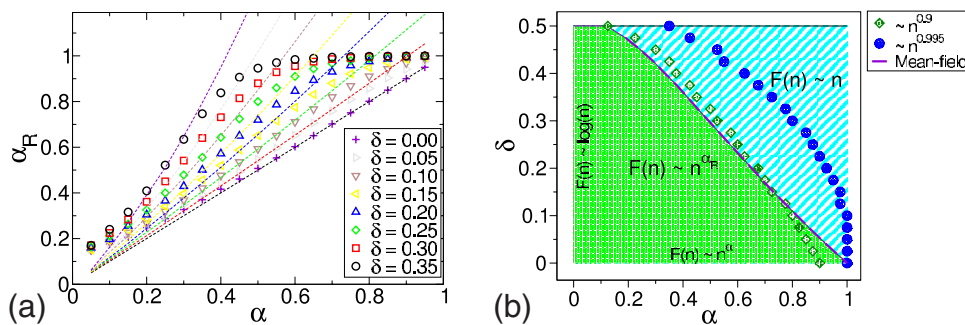 1
0.8
0.6
0.4
0.2
0
α_R
0
0.2
0.4
0.6
0.8
1
α
δ = 0.00
δ = 0.05
δ = 0.10
δ = 0.15
δ = 0.20
δ = 0.25
δ = 0.30
δ = 0.35
(a)
0.5
0.4
0.3
0.2
0.1
0
δ
0
0.2
0.4
0.6
0.8
1
α
F(n) ~ n
F(n) ~ log(n)
F(n) ~ n^{α_R}
F(n) ~ n^α
(b)
~ n^{0.9}
~ n^{0.995}
Mean-field